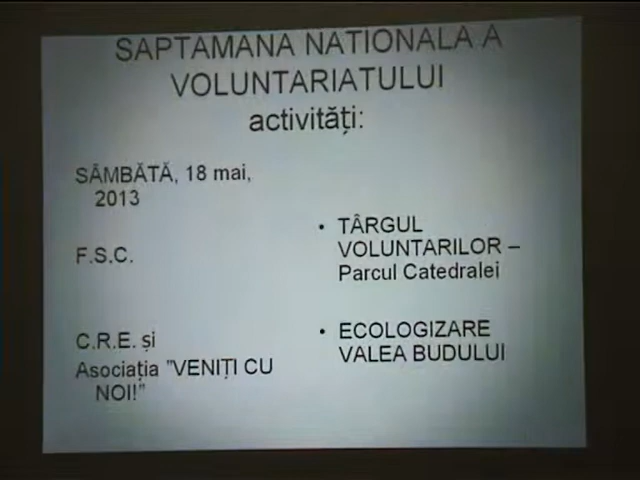 SAPTAMANA NATIONALA A
VOLUNTARIATULUI
activități:
SÂMBĂTĂ, 18 mai,
2013
F.S.C.
C.R.E. și
Asociația "VENIȚI CU
NOI!"
• TÂRGUL
VOLUNTARILOR –
Parcul Catedralei
• ECOLOGIZARE
VALEA BUDULUI